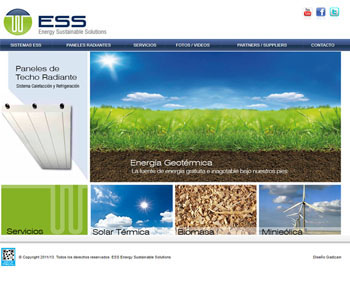 ESS
Energy Sustainable Solutions
SISTEMAS ESS PANELES RADIANTES SERVICIOS FOTOS / VIDEOS PARTNERS / SUPPLIERS CONTACTO
Paneles de
Techo Radiante
Sistema Calefacción y Refrigeración
Energía Geotérmica
La fuente de energía gratuita e inagotable bajo nuestros pies
Servicios
Solar Térmica
Biomasa
Minieólica
© Copyright 2011/13 Todos los derechos reservados ESS Energy Sustainable Solutions